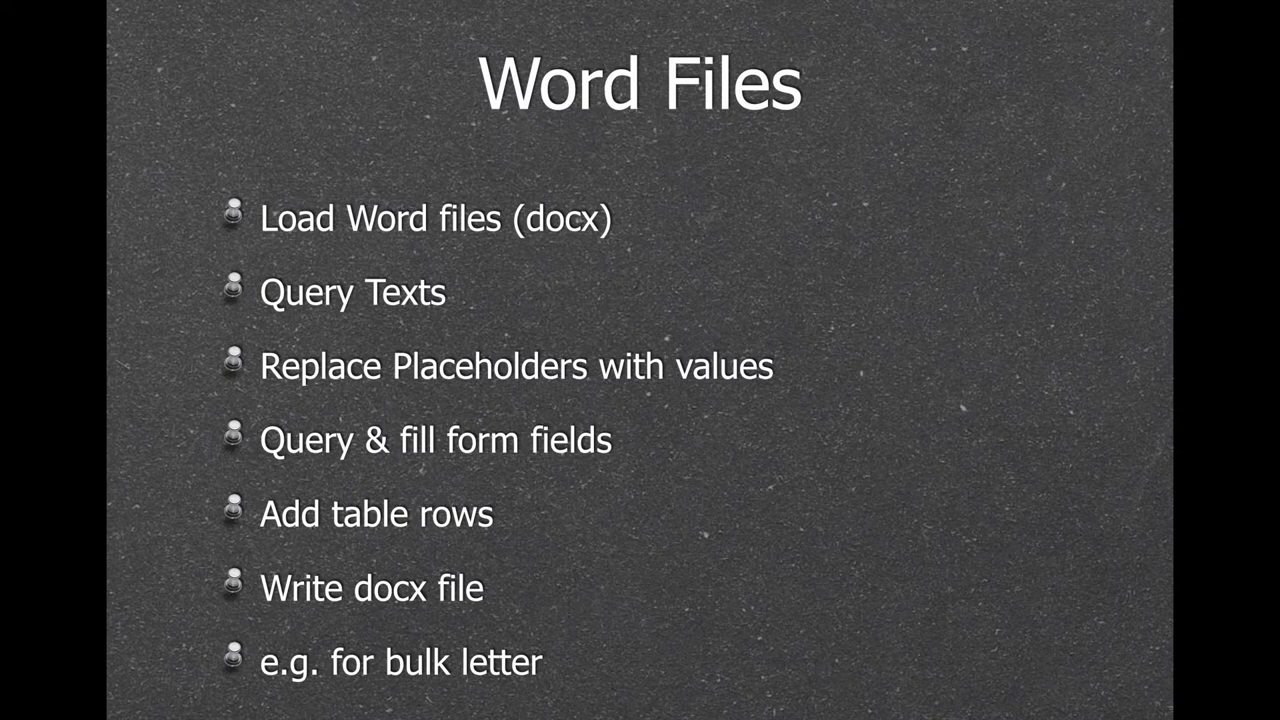 Word Files
Load Word files (docx)
Query Texts
Replace Placeholders with values
Query & fill form fields
Add table rows
Write docx file
e.g. for bulk letter